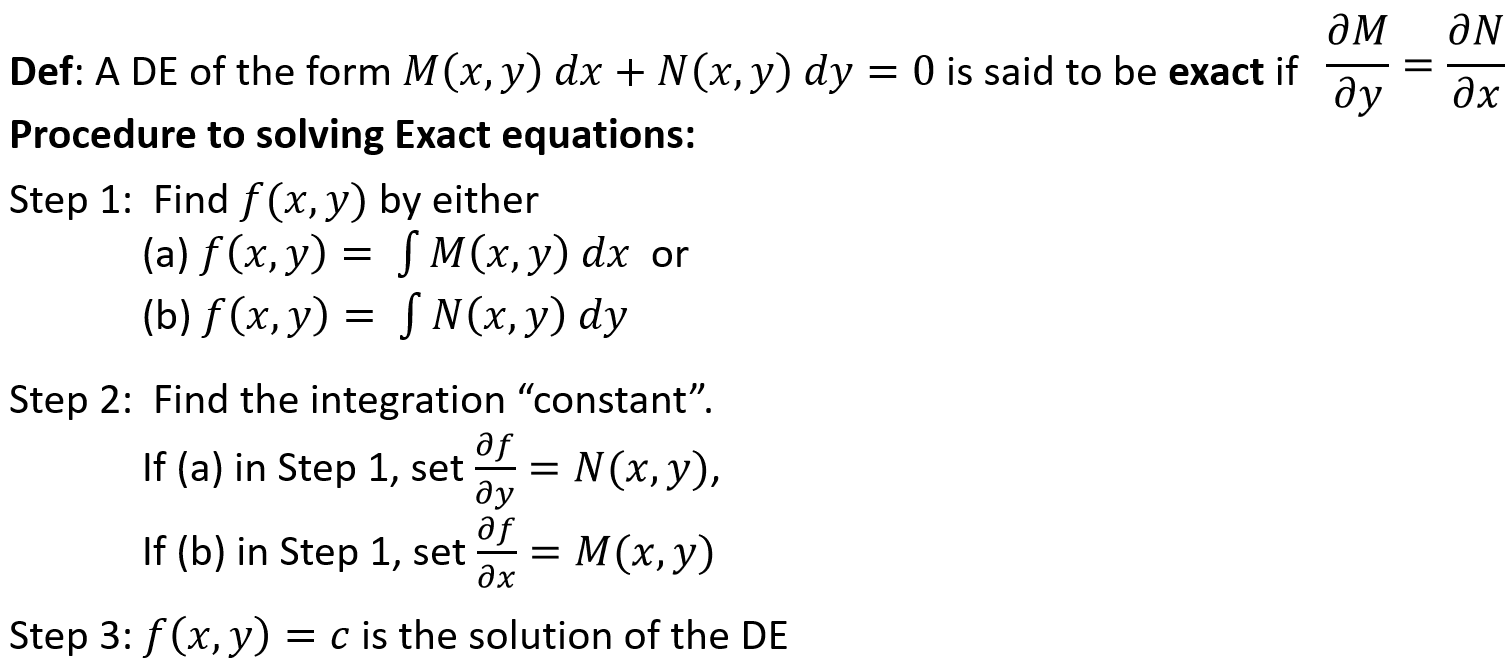 Def: A DE of the form M(x, y) dx + N(x, y) dy = 0 is said to be exact if ∂M/∂y = ∂N/∂x
Procedure to solving Exact equations:
Step 1: Find f(x, y) by either
(a) f(x, y) = ∫ M(x, y) dx or
(b) f(x, y) = ∫ N(x, y) dy
Step 2: Find the integration “constant”.
If (a) in Step 1, set ∂f/∂y = N(x, y),
If (b) in Step 1, set ∂f/∂x = M(x, y)
Step 3: f(x, y) = c is the solution of the DE